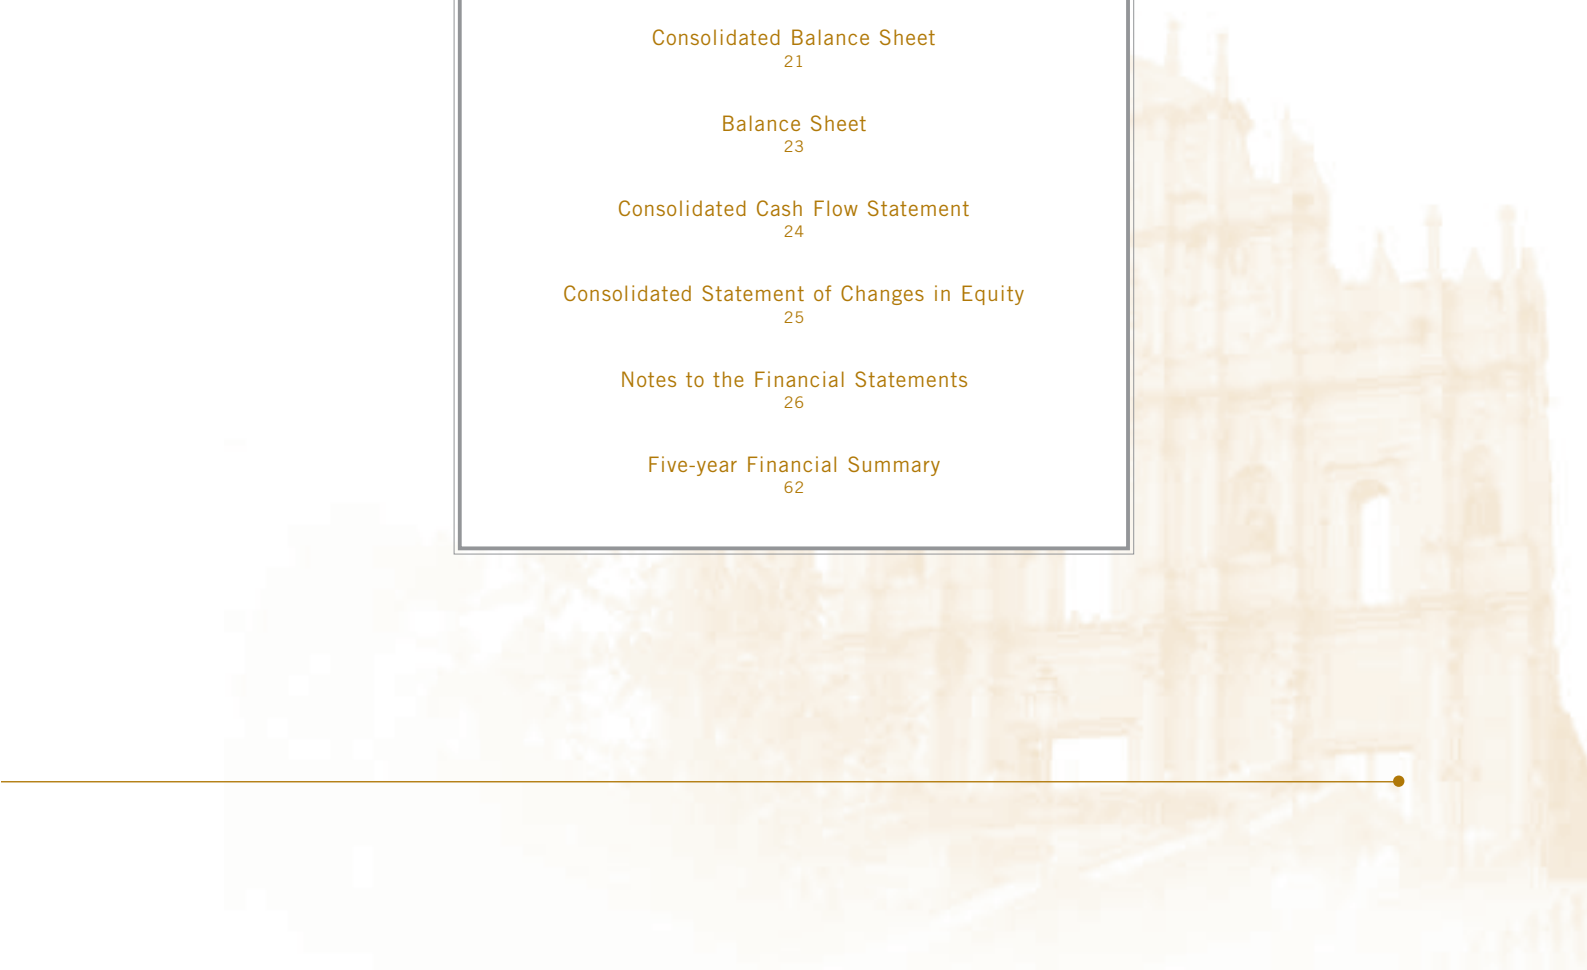 Consolidated Balance Sheet
21
Balance Sheet
23
Consolidated Cash Flow Statement
24
Consolidated Statement of Changes in Equity
25
Notes to the Financial Statements
26
Five-year Financial Summary
62